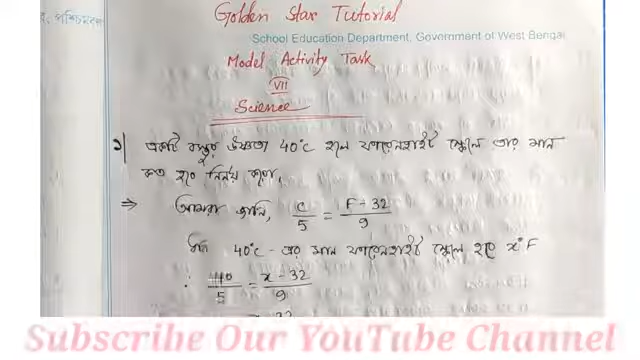 Golden Star Tutorial
School Education Department, Government of West Bengal
Model Activity Task
VII
Science
১| একটি বস্তুর উষ্ণতা 40°C হলে ফারেনহাইট স্কেলে তার মান
কত হবে নির্ণয় করো।
⇒ আমরা জানি, C/5 = F-32/9
ধরি 40°C - এর মান ফারেনহাইট স্কেলে হবে x°F
∴ 40/5 = x-32/9
Subscribe Our YouTube Channel